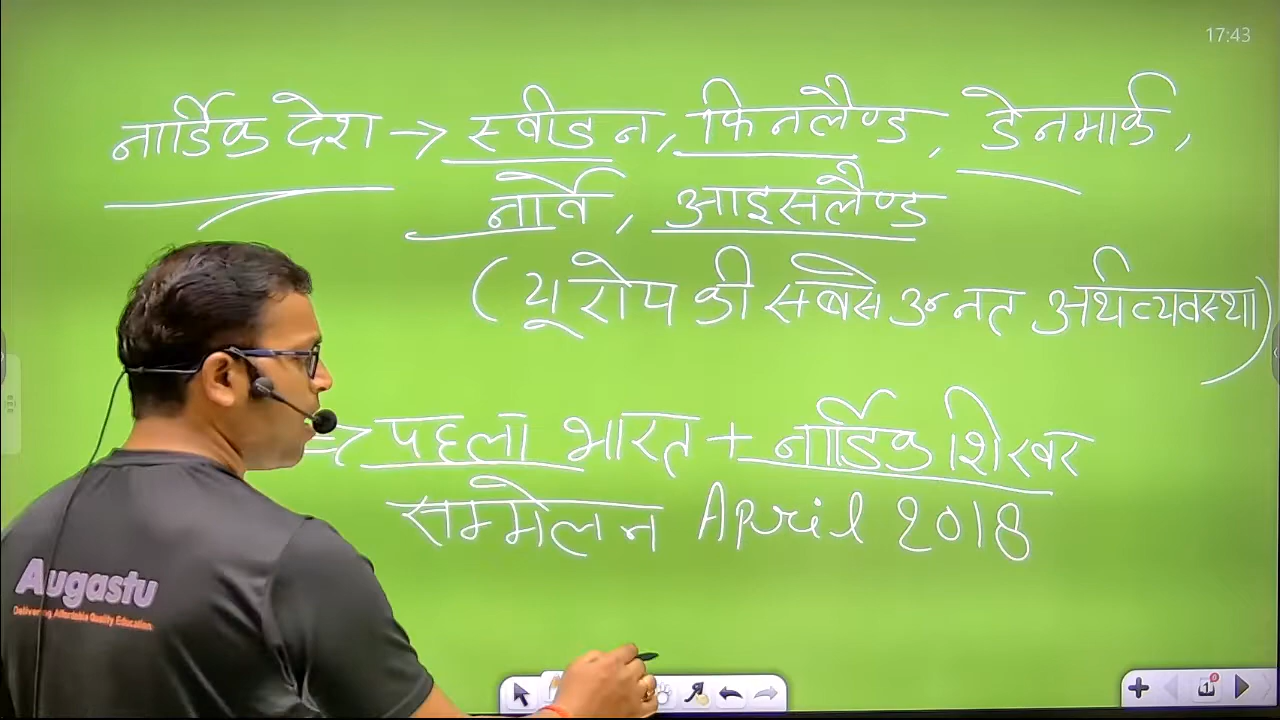 17:43
नार्डिक देश → स्वीडन, फिनलैण्ड, डेनमार्क,
नार्वे, आइसलैण्ड
(यूरोप की सबसे उन्नत अर्थव्यवस्था)
⇒ पहला भारत + नार्डिक शिखर
सम्मेलन April 2018
Augastu
Delivering Affordable Quality Education
1